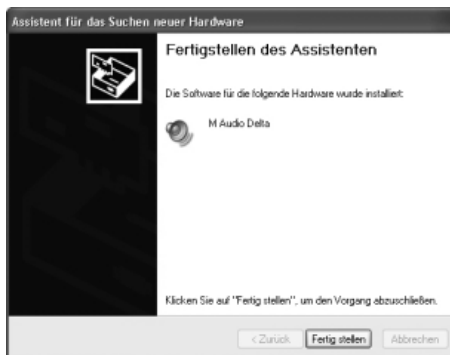 Assistent für das Suchen neuer Hardware
Fertigstellen des Assistenten
Die Software für die folgende Hardware wurde installiert:
M Audio Delta
Klicken Sie auf "Fertig stellen", um den Vorgang abzuschließen.
< Zurück Fertig stellen Abbrechen